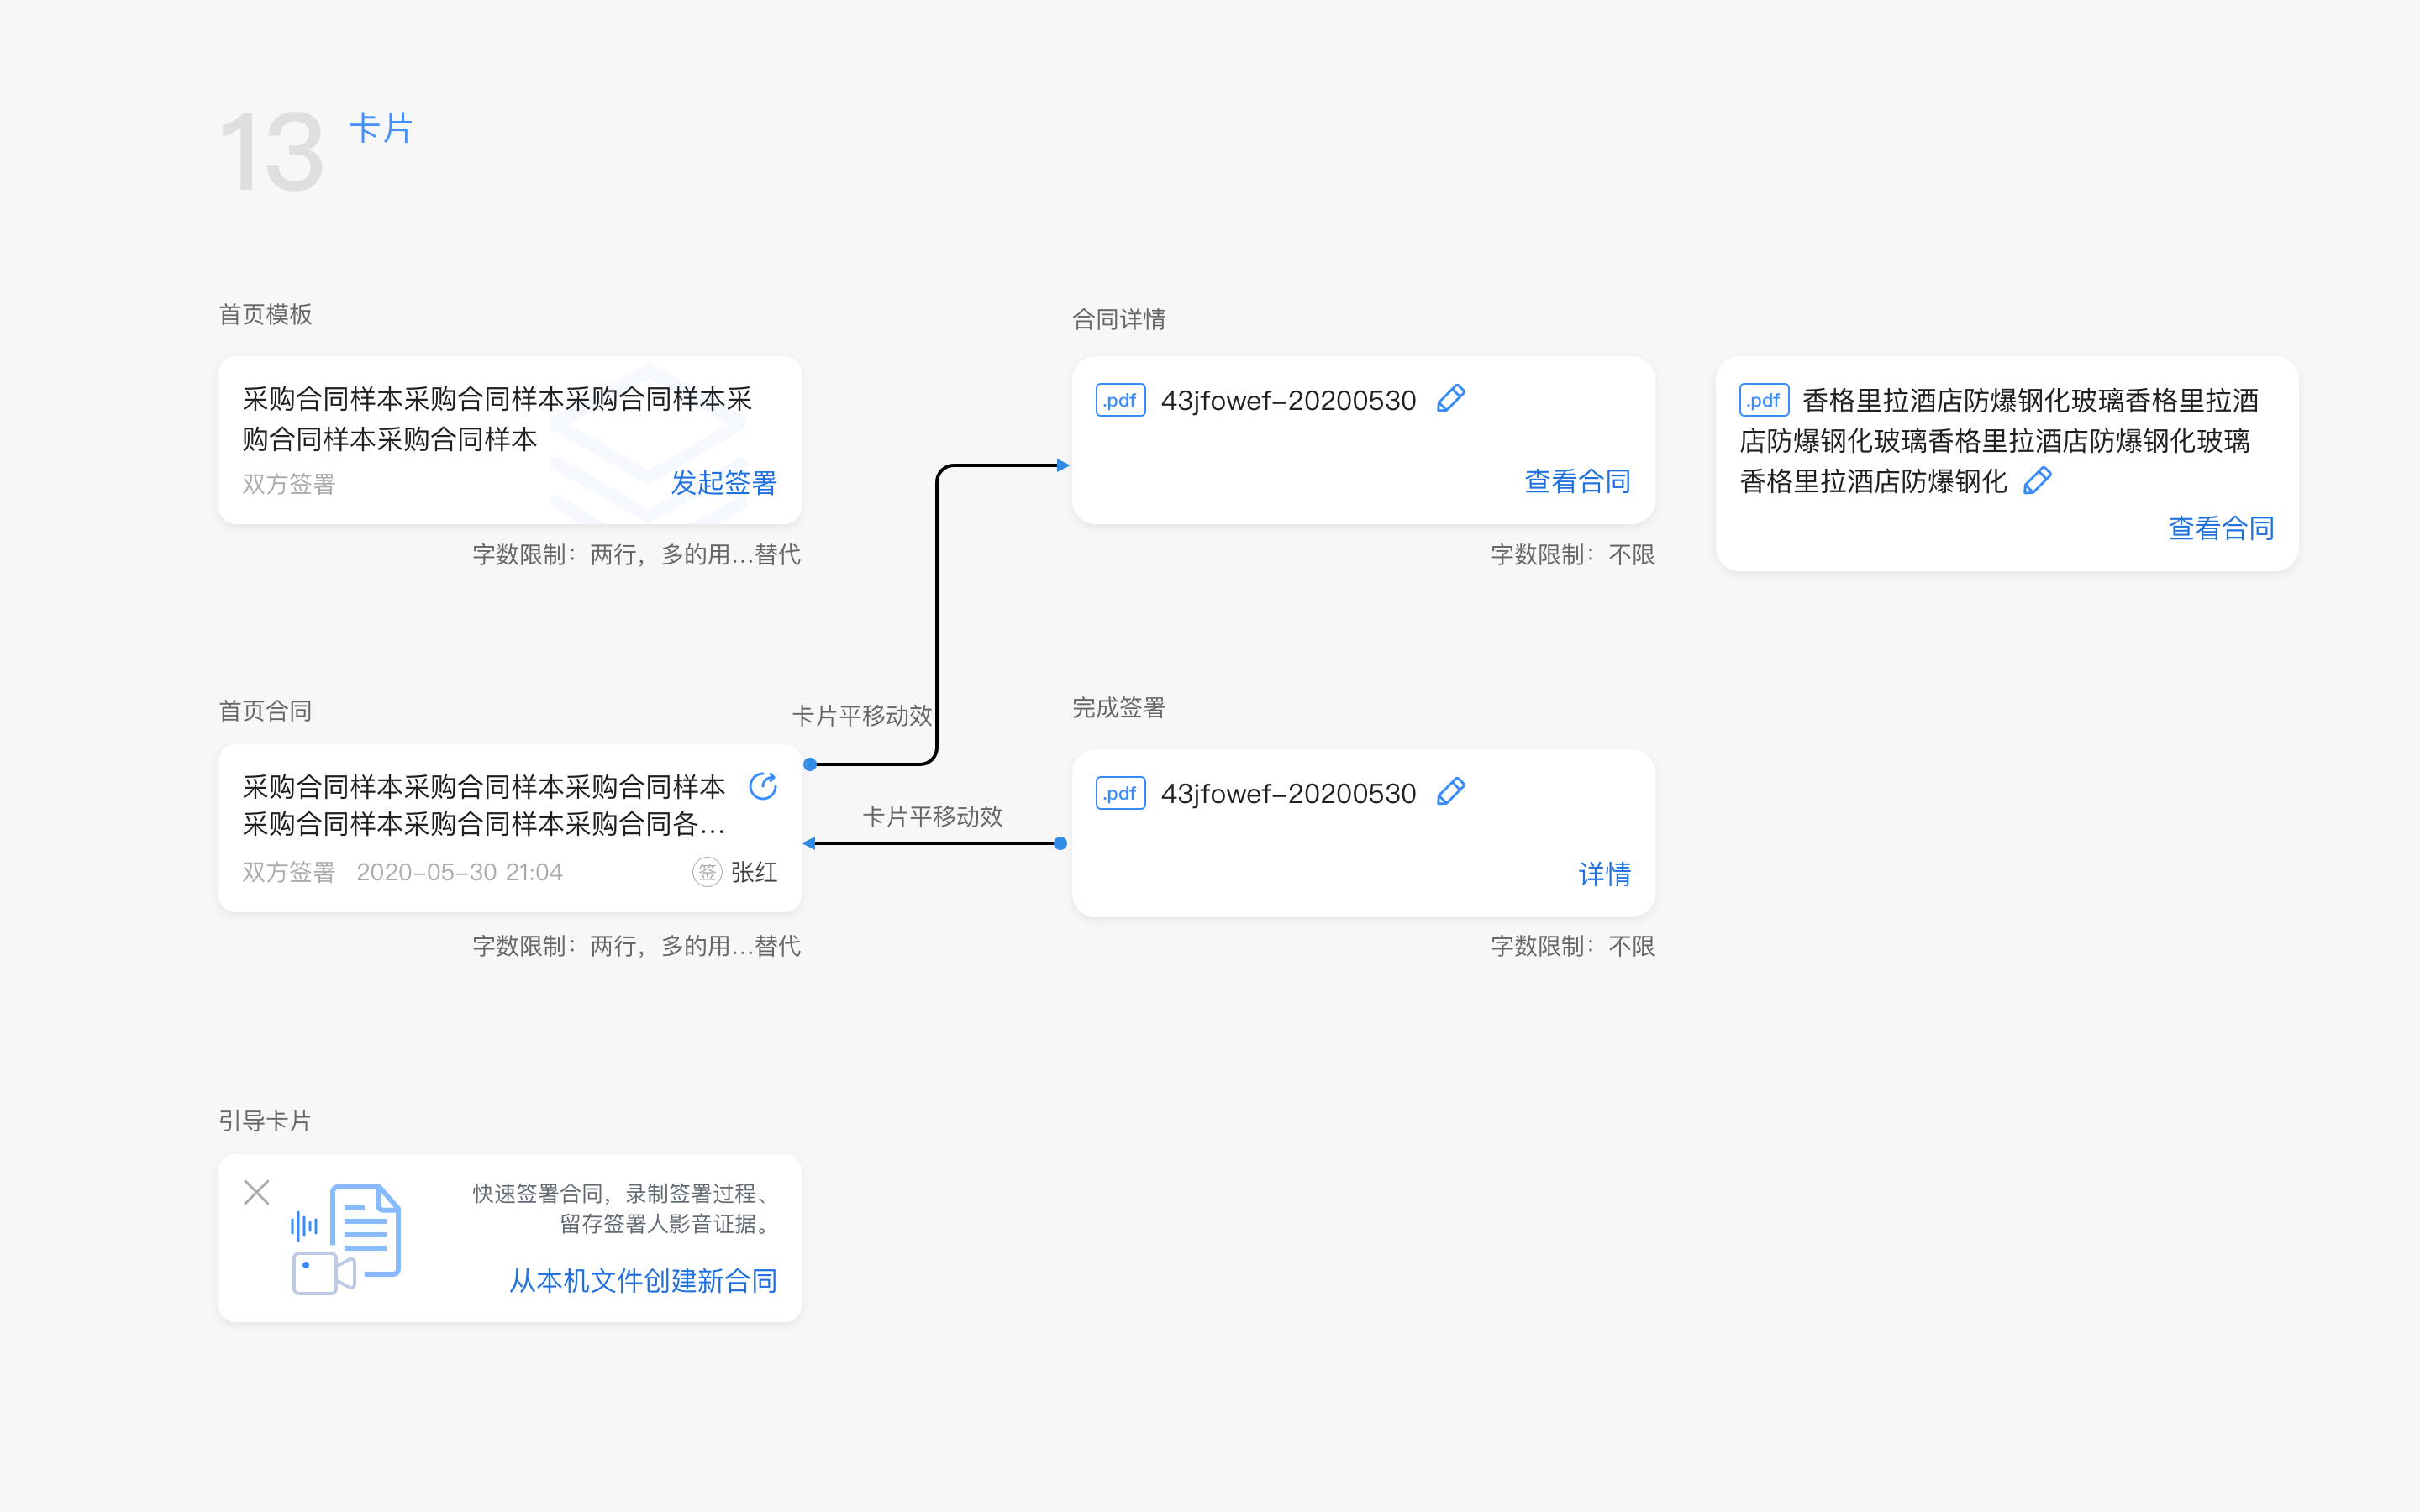 13 卡片
首页模板
采购合同样本采购合同样本采购合同样本采
购合同样本采购合同样本
双方签署
发起签署
字数限制：两行，多的用...替代
合同详情
.pdf 43jfowef-20200530
查看合同
字数限制：不限
.pdf 香格里拉酒店防爆钢化玻璃香格里拉酒
店防爆钢化玻璃香格里拉酒店防爆钢化玻璃
香格里拉酒店防爆钢化
查看合同
首页合同
采购合同样本采购合同样本采购合同样本
采购合同样本采购合同样本采购合同各...
双方签署 2020-05-30 21:04
签 张红
字数限制：两行，多的用...替代
卡片平移动效
卡片平移动效
完成签署
.pdf 43jfowef-20200530
详情
字数限制：不限
引导卡片
快速签署合同，录制签署过程、
留存签署人影音证据。
从本机文件创建新合同